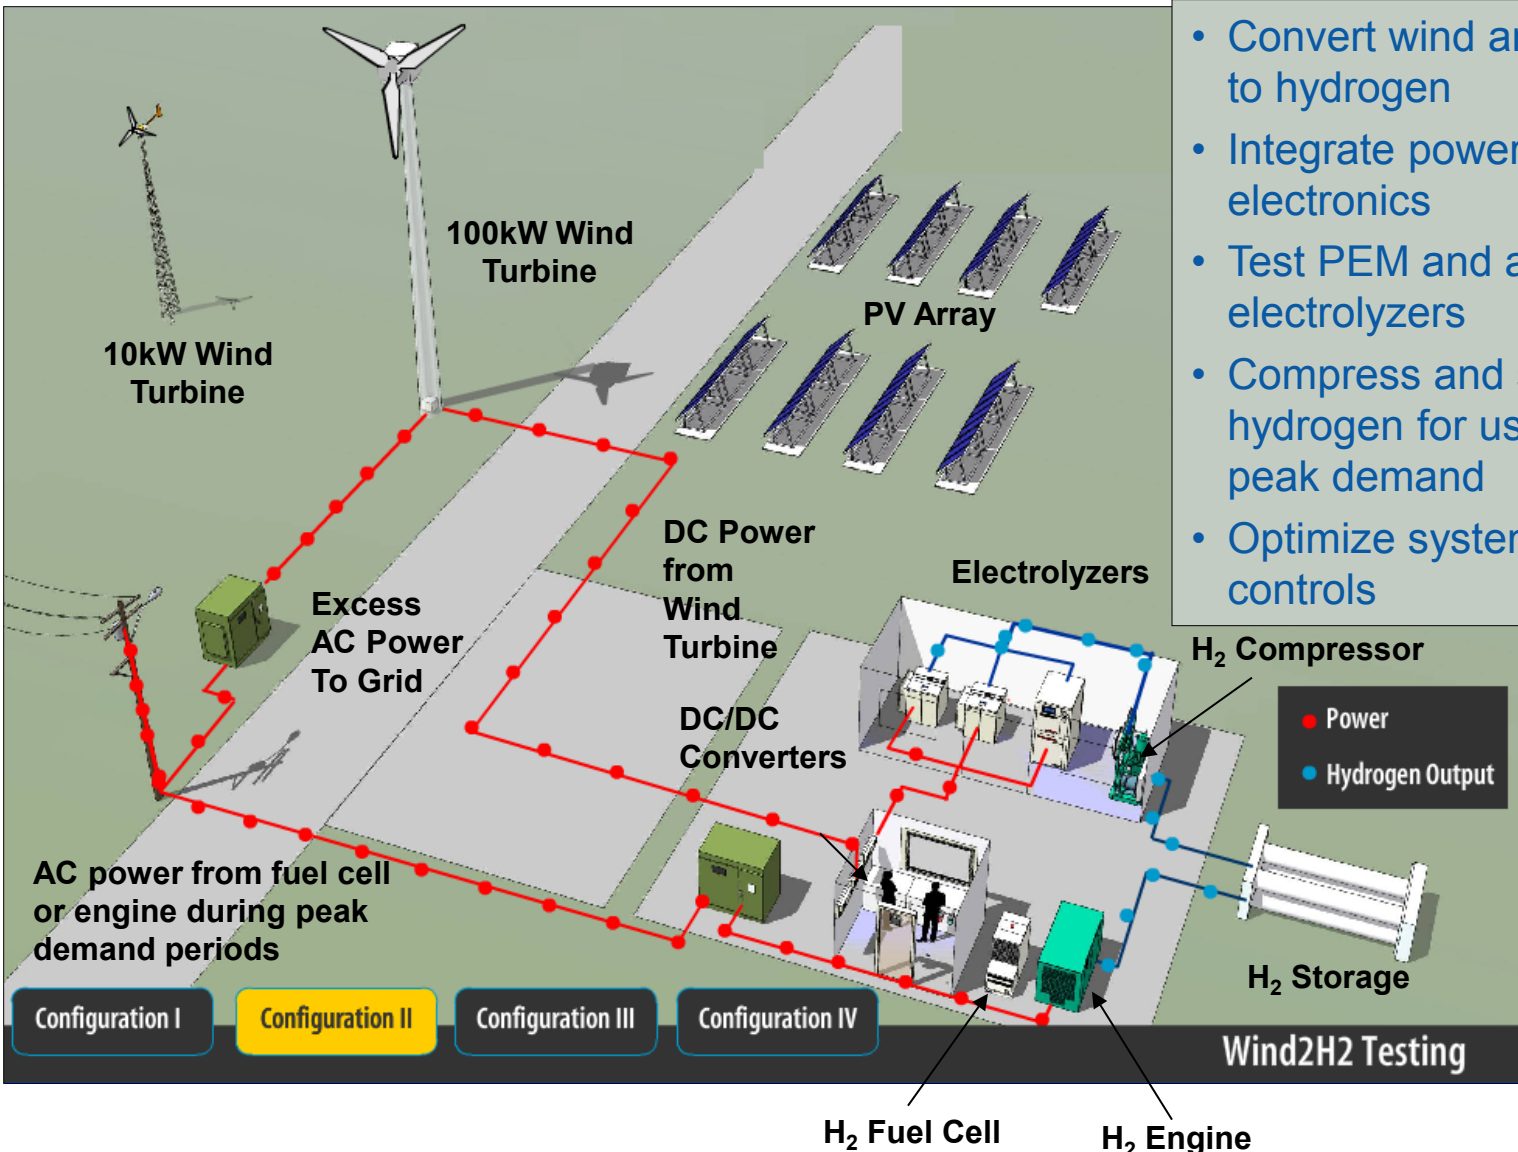 • Convert wind
to hydrogen
• Integrate power
electronics
• Test PEM and
electrolyzers
• Compress and
hydrogen for
peak demand
• Optimize
controls
100kW Wind
Turbine
10kW Wind
Turbine
PV Array
DC Power
from
Wind
Turbine
Electrolyzers
Excess
AC Power
To Grid
H₂ Compressor
DC/DC
Converters
Power
Hydrogen Output
AC power from fuel cell
or engine during peak
demand periods
H₂ Storage
Configuration I
Configuration II
Configuration III
Configuration IV
Wind2H2 Testing
H₂ Fuel Cell
H₂ Engine